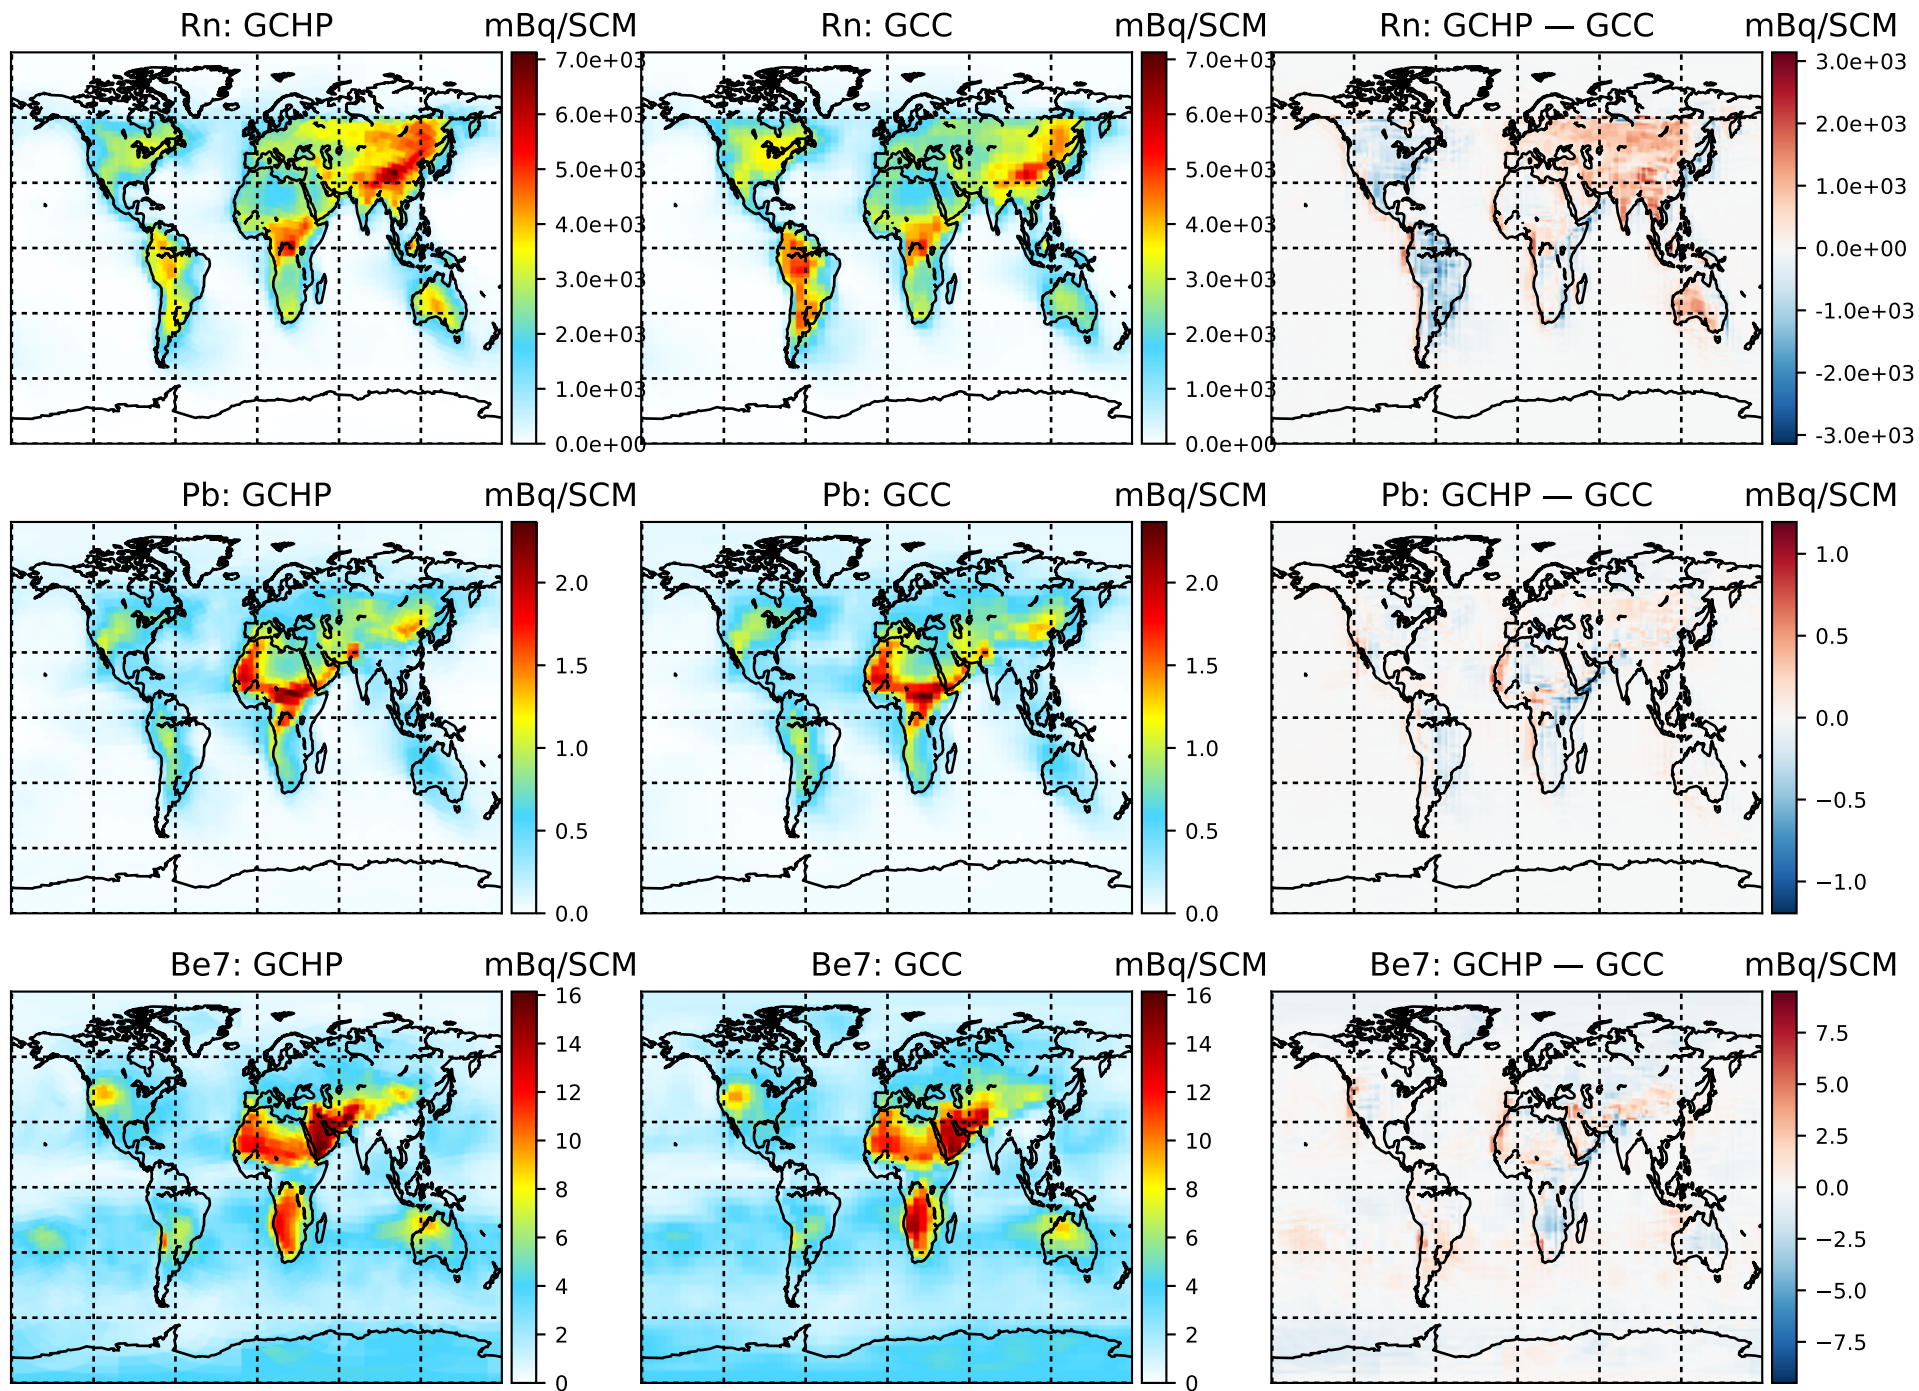 Rn: GCHP mBq/SCM Rn: GCC mBq/SCM Rn: GCHP — GCC mBq/SCM
7.0e+03 7.0e+03 3.0e+03
6.0e+03 6.0e+03 2.0e+03
5.0e+03 5.0e+03 1.0e+03
4.0e+03 4.0e+03 0.0e+00
3.0e+03 3.0e+03 -1.0e+03
2.0e+03 2.0e+03 -2.0e+03
1.0e+03 1.0e+03 -3.0e+03
0.0e+00 0.0e+00
Pb: GCHP mBq/SCM Pb: GCC mBq/SCM Pb: GCHP — GCC mBq/SCM
2.0 2.0 1.0
1.5 1.5 0.5
1.0 1.0 0.0
0.5 0.5 −0.5
0.0 0.0 −1.0
Be7: GCHP mBq/SCM Be7: GCC mBq/SCM Be7: GCHP — GCC mBq/SCM
16 16 7.5
14 14 5.0
12 12 2.5
10 10 0.0
8 8 −2.5
6 6 −5.0
4 4 −7.5
2 2
0 0